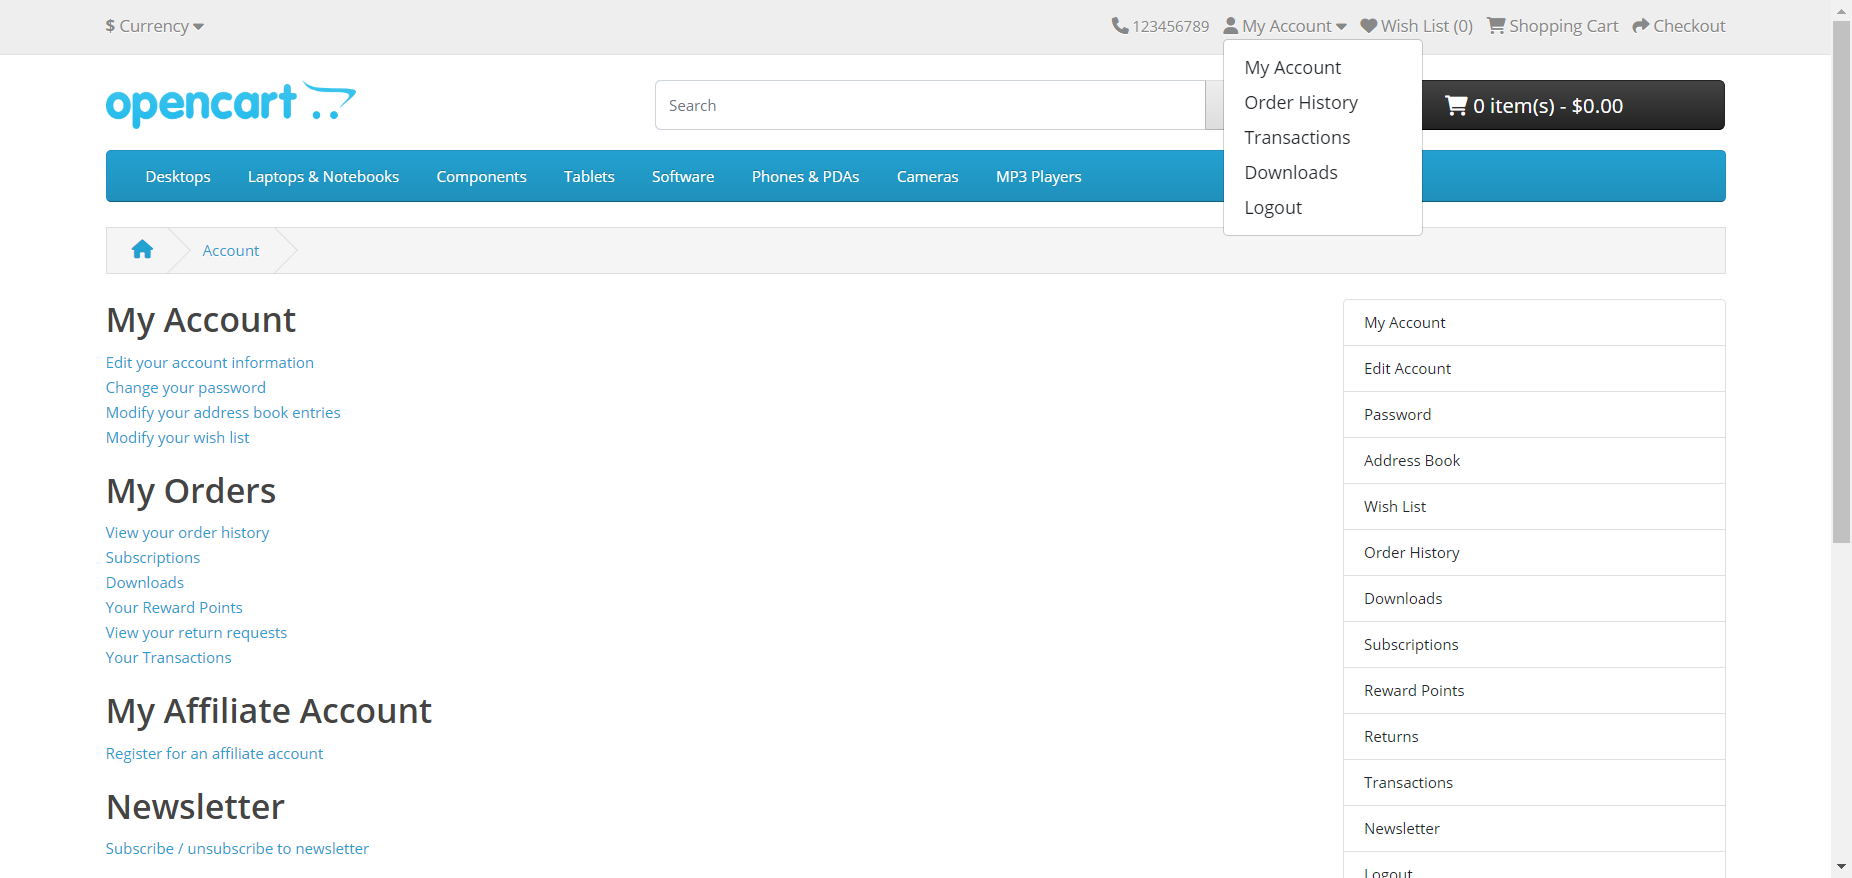 $ Currency
123456789 My Account Wish List (0) Shopping Cart Checkout
My Account
Order History
Transactions
Downloads
Logout
opencart
Search
0 item(s) - $0.00
Desktops Laptops & Notebooks Components Tablets Software Phones & PDAs Cameras MP3 Players
Account
My Account
Edit your account information
Change your password
Modify your address book entries
Modify your wish list
My Orders
View your order history
Subscriptions
Downloads
Your Reward Points
View your return requests
Your Transactions
My Affiliate Account
Register for an affiliate account
Newsletter
Subscribe / unsubscribe to newsletter
My Account
Edit Account
Password
Address Book
Wish List
Order History
Downloads
Subscriptions
Reward Points
Returns
Transactions
Newsletter
Logout